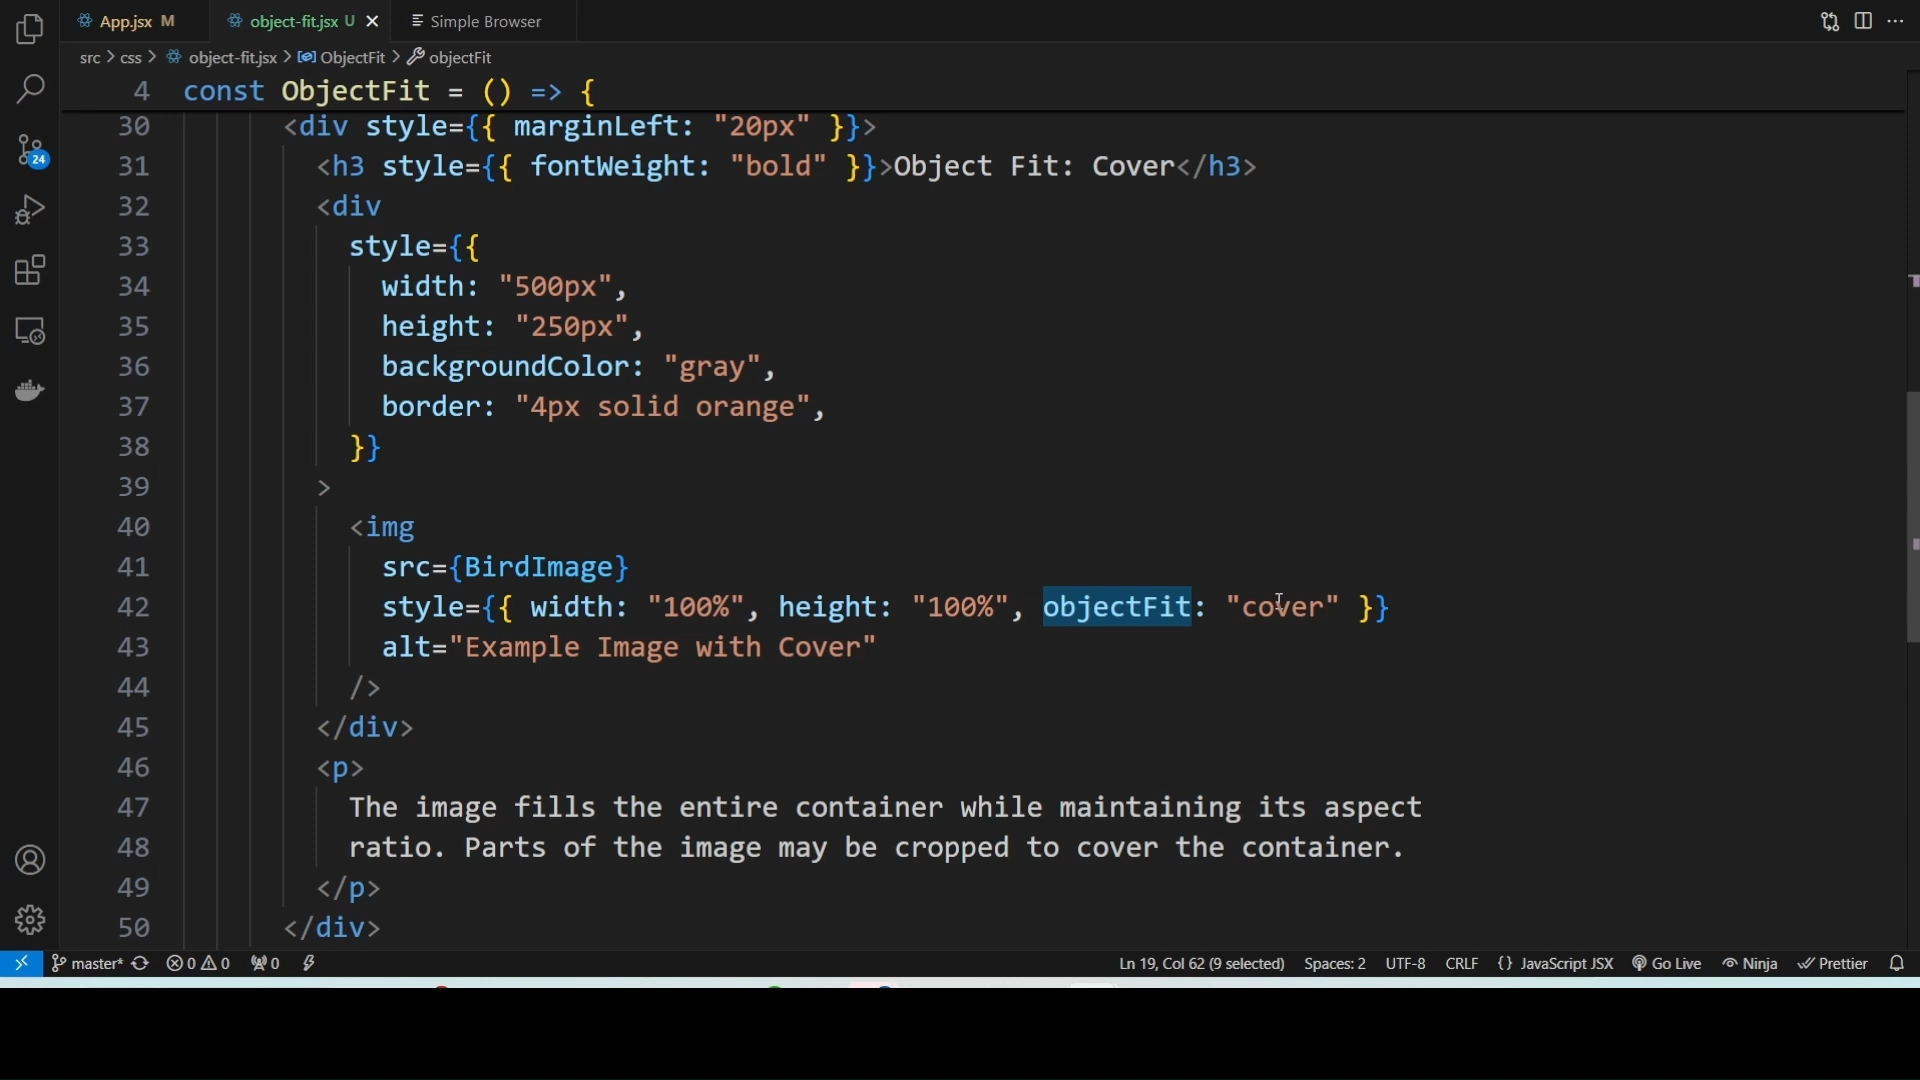 App.jsx M object-fit.jsx U Simple Browser
src > css > object-fit.jsx > ObjectFit > objectFit
4 const ObjectFit = () => {
30 <div style={{ marginLeft: "20px" }}>
31 <h3 style={{ fontWeight: "bold" }}>Object Fit: Cover</h3>
32 <div
33 style={{
34 width: "500px",
35 height: "250px",
36 backgroundColor: "gray",
37 border: "4px solid orange",
38 }}
39 >
40 <img
41 src={BirdImage}
42 style={{ width: "100%", height: "100%", objectFit: "cover" }}
43 alt="Example Image with Cover"
44 />
45 </div>
46 <p>
47 The image fills the entire container while maintaining its aspect
48 ratio. Parts of the image may be cropped to cover the container.
49 </p>
50 </div>
24
master* 0 0 0 Ln 19, Col 62 (9 selected) Spaces: 2 UTF-8 CRLF {} JavaScript JSX Go Live Ninja Prettier